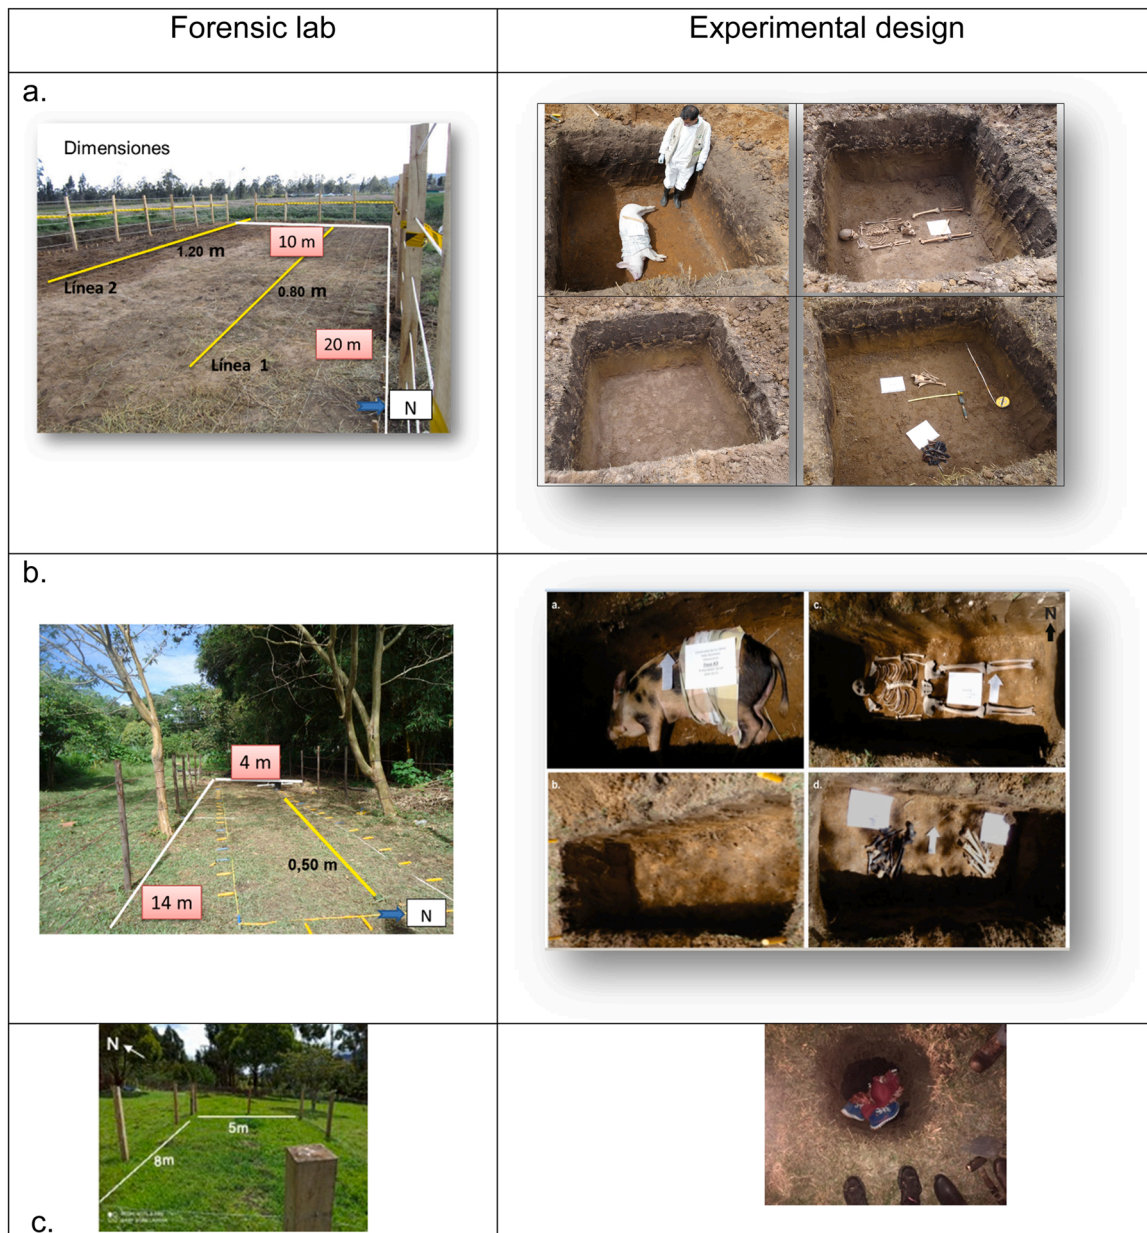 Forensic lab
Experimental design
a.
Dimensiones
10 m
1.20 m
Línea 2
0.80 m
20 m
Línea 1
N
b.
4 m
0,50 m
14 m
N
a.
c.
N
b.
d.
N
5m
8m
c.